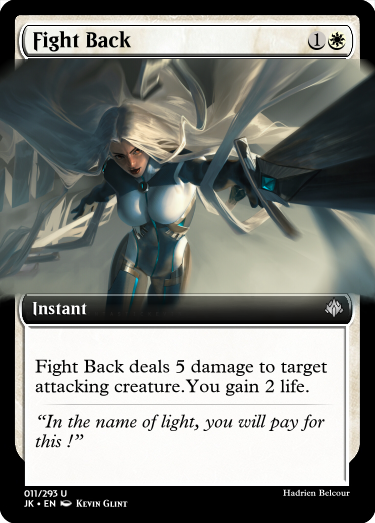 Fight Back 1
Instant
Fight Back deals 5 damage to target
attacking creature.You gain 2 life.
“In the name of light, you will pay for
this !”
011/293 U
Hadrien Belcour
JK • EN Kevin Glint